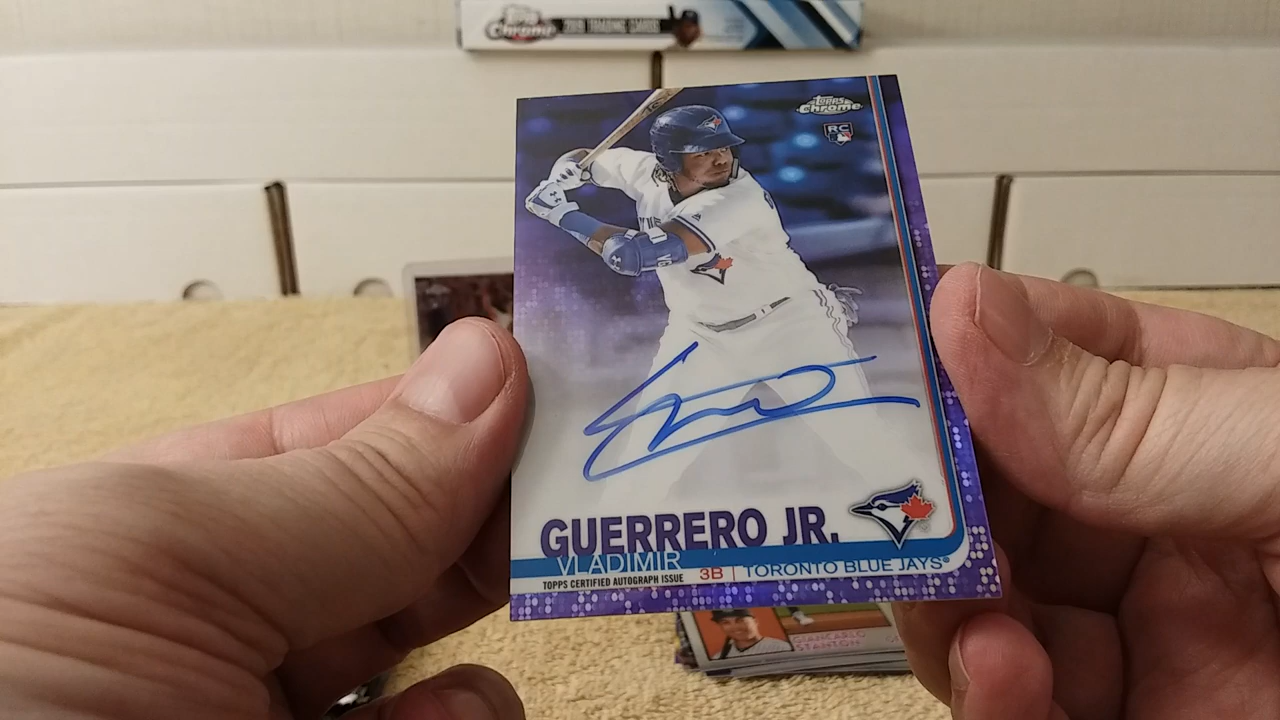 Topps
Chrome
2019 TRADING CARDS
Topps
Chrome
RC
GUERRERO JR.
VLADIMIR
TOPPS CERTIFIED AUTOGRAPH ISSUE
3B | TORONTO BLUE JAYS®
GIANCARLO
STANTON